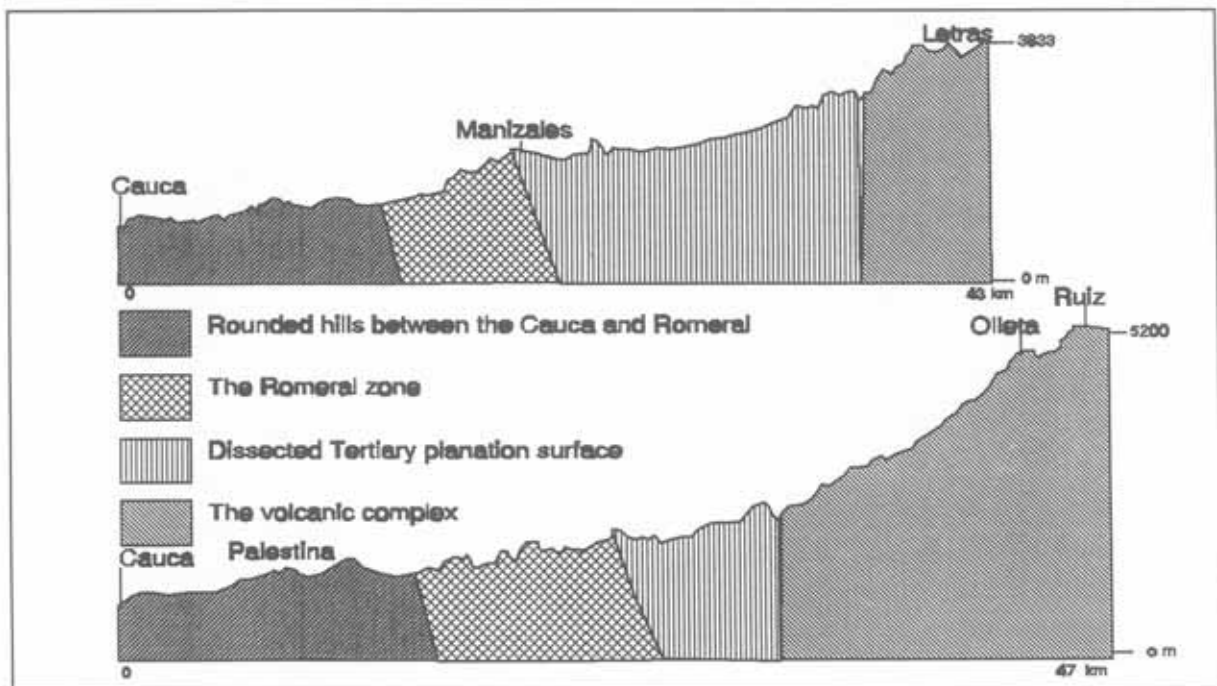 Letras
3833
Manizales
Cauca
0 m
0
43 km
Ruiz
Rounded hills between the Cauca and Romeral
Olleta
5200
The Romeral zone
Dissected Tertiary planation surface
The volcanic complex
Cauca
Palestina
0 m
0
47 km